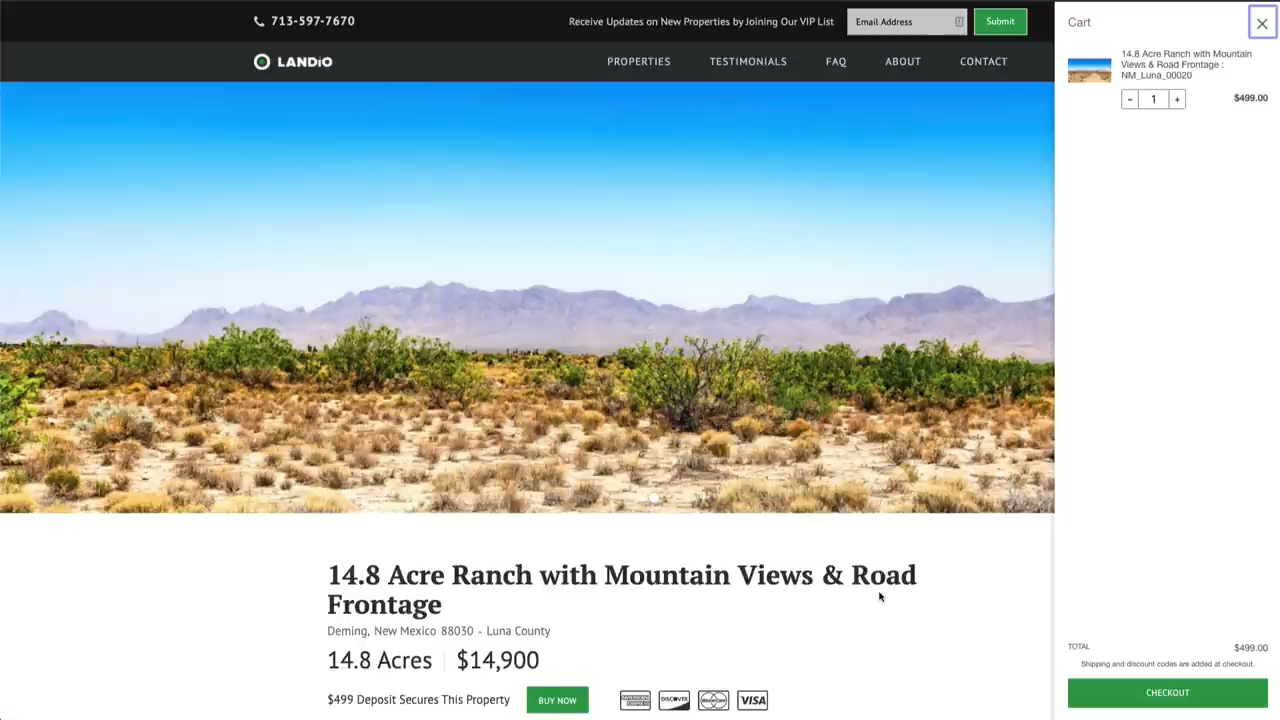 713-597-7670
Receive Updates on New Properties by Joining Our VIP List
Email Address
Submit
LANDiO
PROPERTIES
TESTIMONIALS
FAQ
ABOUT
CONTACT
Cart
14.8 Acre Ranch with Mountain
Views & Road Frontage :
NM_Luna_00020
- 1 +
$499.00
14.8 Acre Ranch with Mountain Views & Road
Frontage
Deming, New Mexico 88030 - Luna County
14.8 Acres
$14,900
$499 Deposit Secures This Property
BUY NOW
DISCOVER
MasterCard
VISA
TOTAL
$499.00
Shipping and discount codes are added at checkout.
CHECKOUT